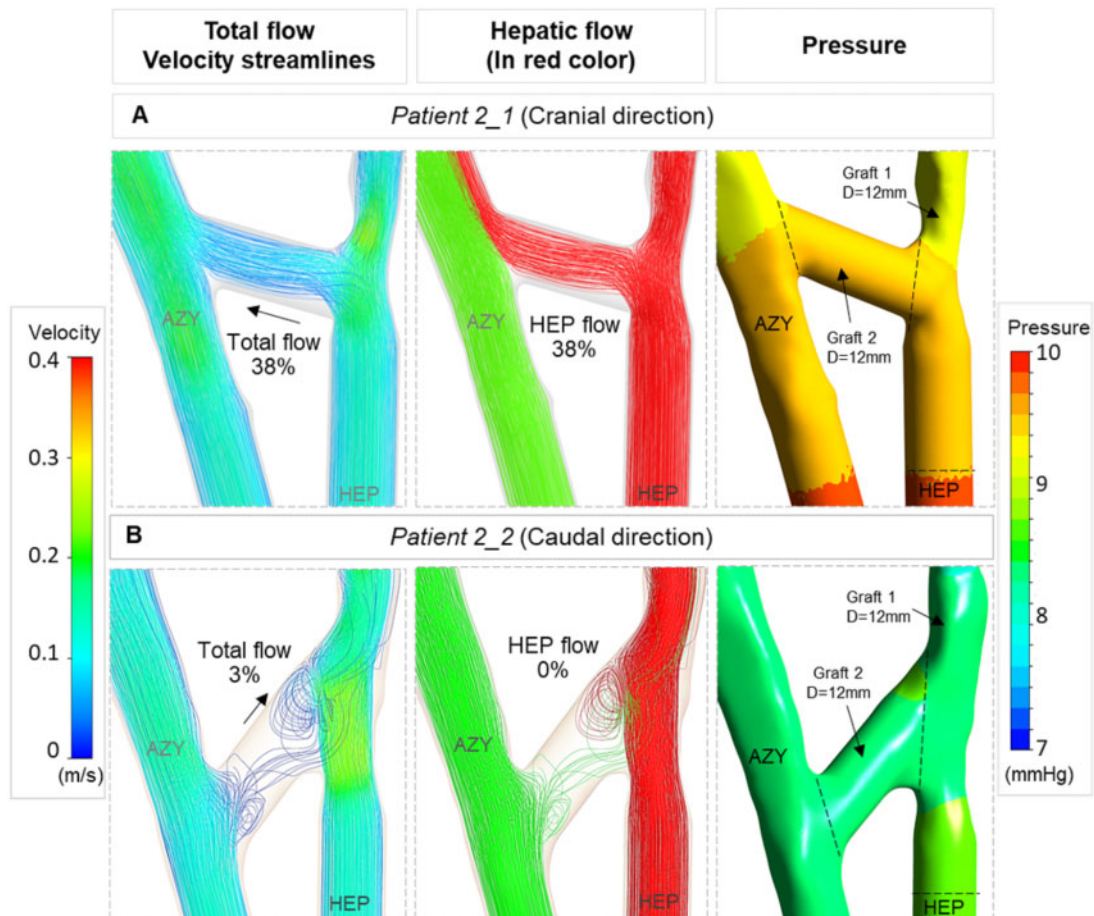 Total flow
Velocity streamlines
Hepatic flow
(In red color)
Pressure
A
Patient 2_1 (Cranial direction)
AZY
Total flow
38%
HEP
HEP flow
38%
Graft 1
D=12mm
AZY
Graft 2
D=12mm
HEP
Velocity
0.4
0.3
0.2
0.1
0
(m/s)
Pressure
10
9
8
7
(mmHg)
B
Patient 2_2 (Caudal direction)
Total flow
3%
AZY
HEP
HEP flow
0%
AZY
HEP
Graft 1
D=12mm
Graft 2
D=12mm
AZY
HEP